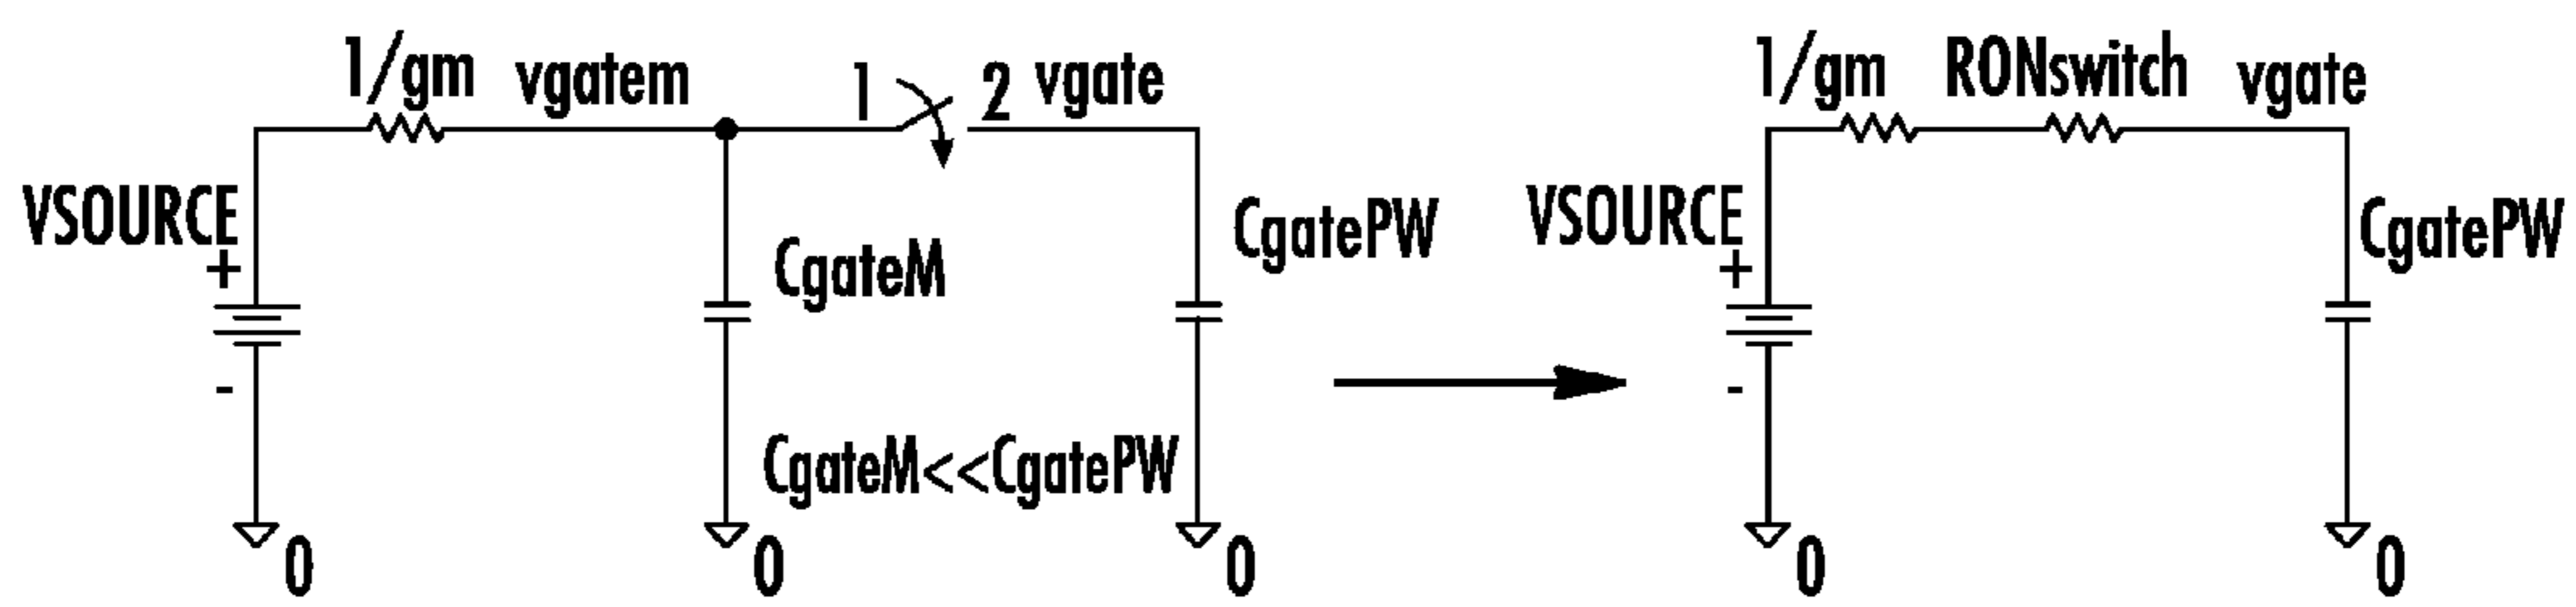 1/gm vgatem 1 2 vgate
VSOURCE
+
-
CgateM
CgatePW
CgateM<<CgatePW
0 0 0
1/gm RONswitch vgate
VSOURCE
+
-
CgatePW
0 0